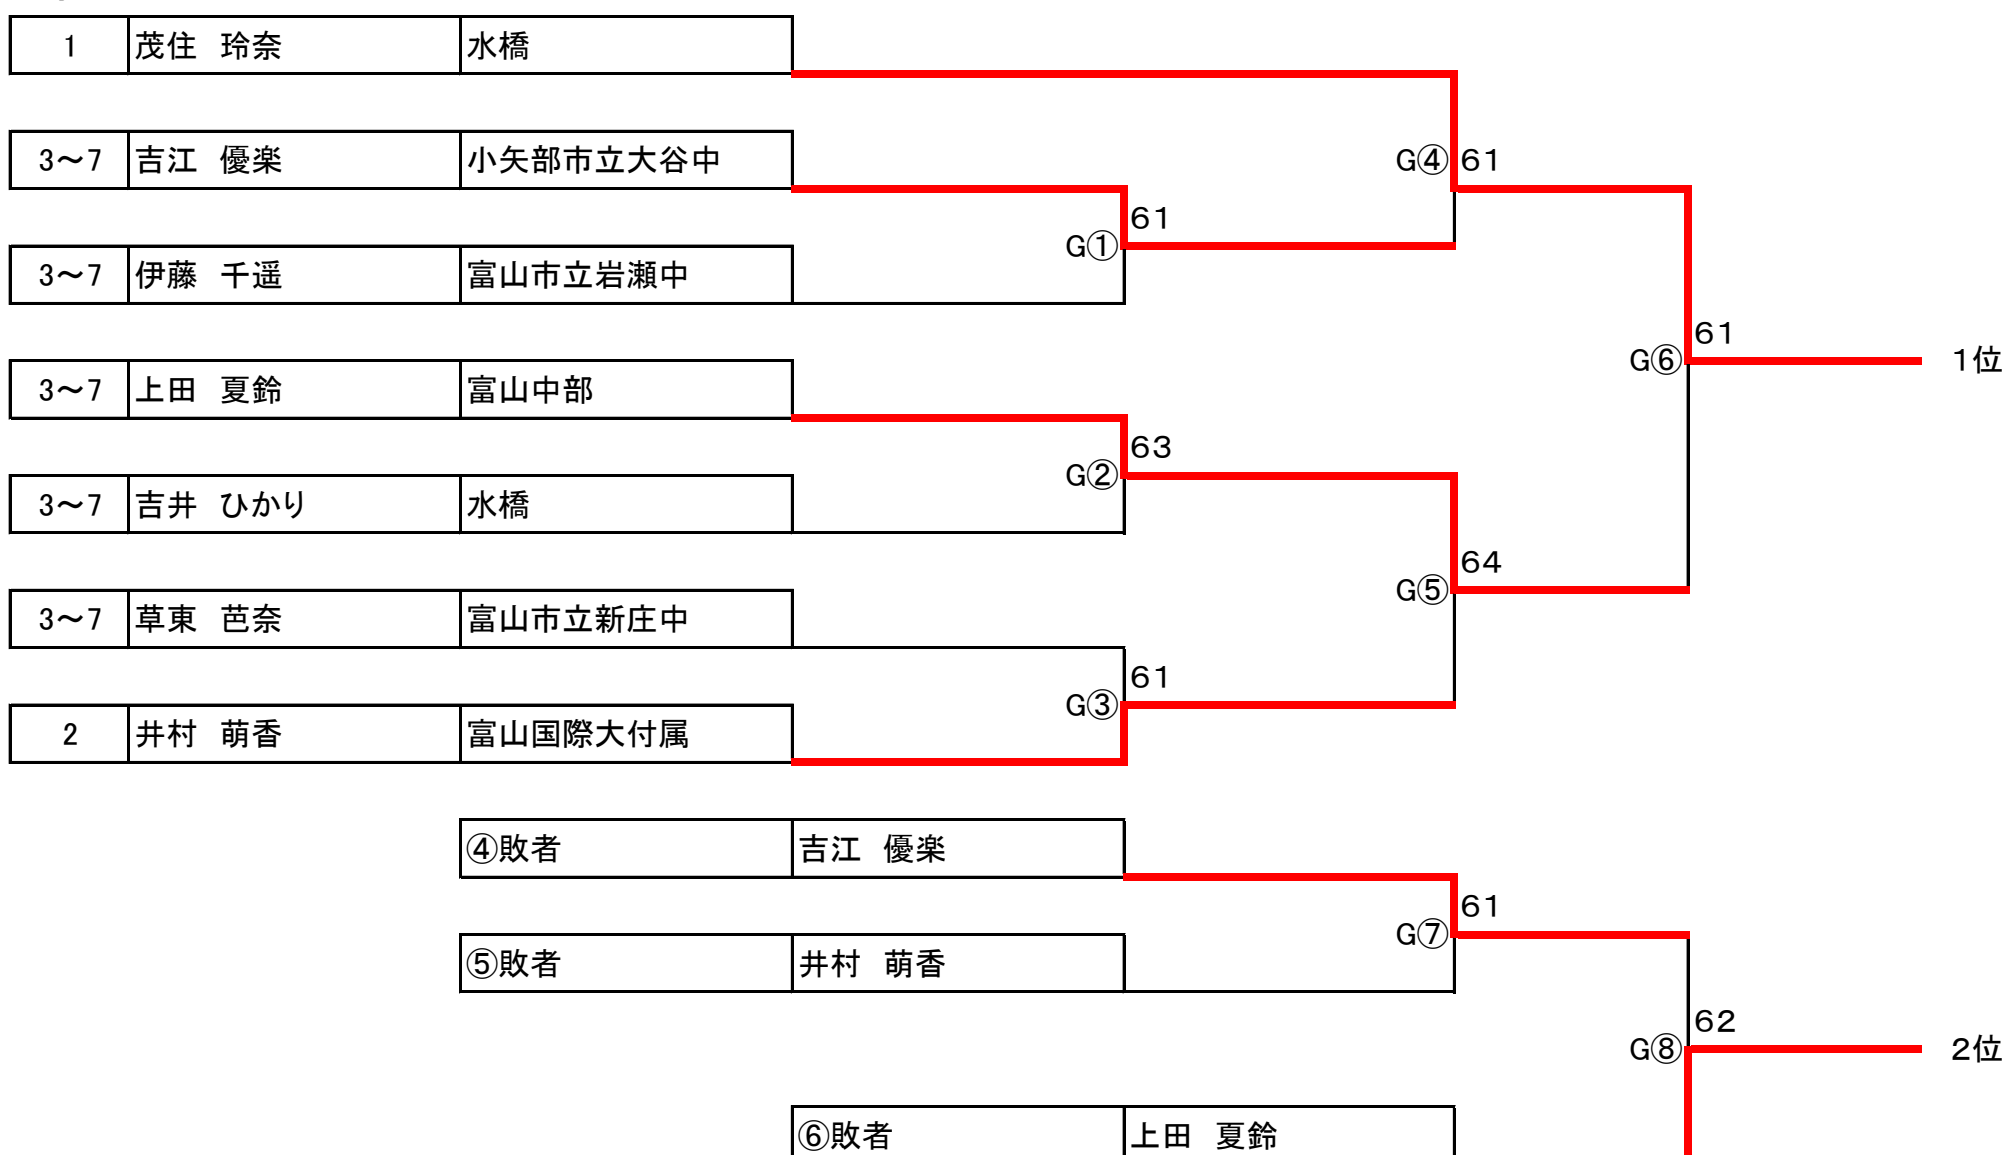 1 茂住 玲奈 水橋
3～7 吉江 優楽 小矢部市立大谷中
G④ 61
61
G①
3～7 伊藤 千遥 富山市立岩瀬中
61
G⑥ 1位
3～7 上田 夏鈴 富山中部
63
G②
3～7 吉井 ひかり 水橋
64
G⑤
3～7 草東 芭奈 富山市立新庄中
61
G③
2 井村 萌香 富山国際大付属
④敗者 吉江 優楽
61
G⑦
⑤敗者 井村 萌香
62
G⑧ 2位
⑥敗者 上田 夏鈴